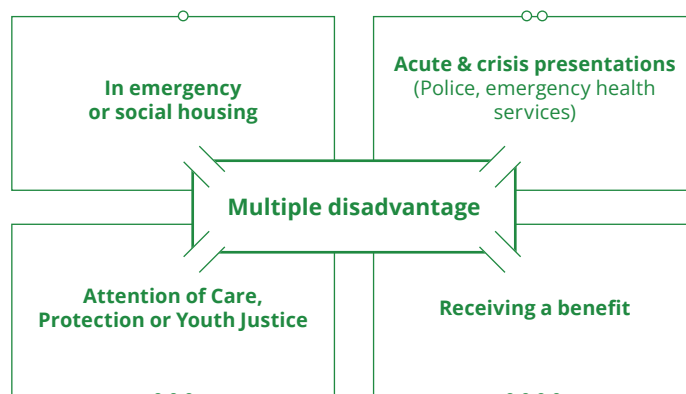 In emergency
or social housing
Acute & crisis presentations
(Police, emergency health
services)
Multiple disadvantage
Attention of Care,
Protection or Youth Justice
Receiving a benefit